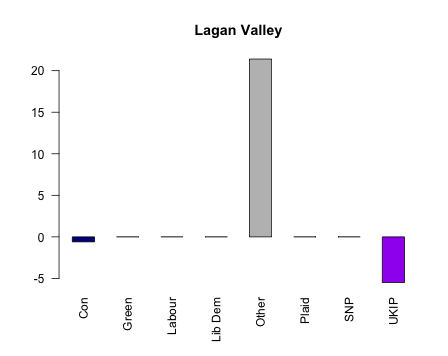 Lagan Valley
20
15
10
5
0
-5
Con
Green
Labour
Lib Dem
Other
Plaid
SNP
UKIP